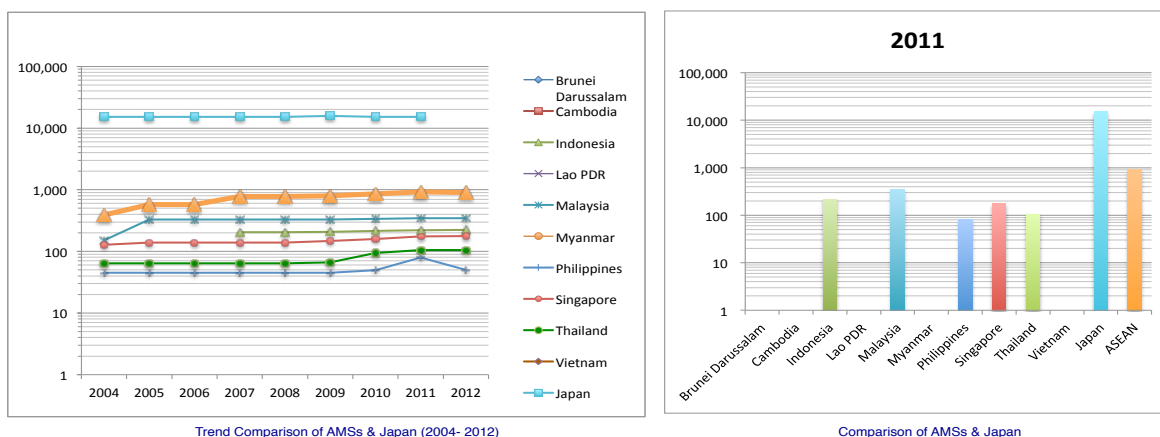 100,000
10,000
1,000
100
10
1
2004 2005 2006 2007 2008 2009 2010 2011 2012
Brunei
Darussalam
Cambodia
Indonesia
Lao PDR
Malaysia
Myanmar
Philippines
Singapore
Thailand
Vietnam
Japan
Trend Comparison of AMSs & Japan (2004- 2012)
2011
100,000
10,000
1,000
100
10
1
Brunei Darussalam
Cambodia
Indonesia
Lao PDR
Malaysia
Myanmar
Philippines
Singapore
Thailand
Vietnam
Japan
ASEAN
Comparison of AMSs & Japan